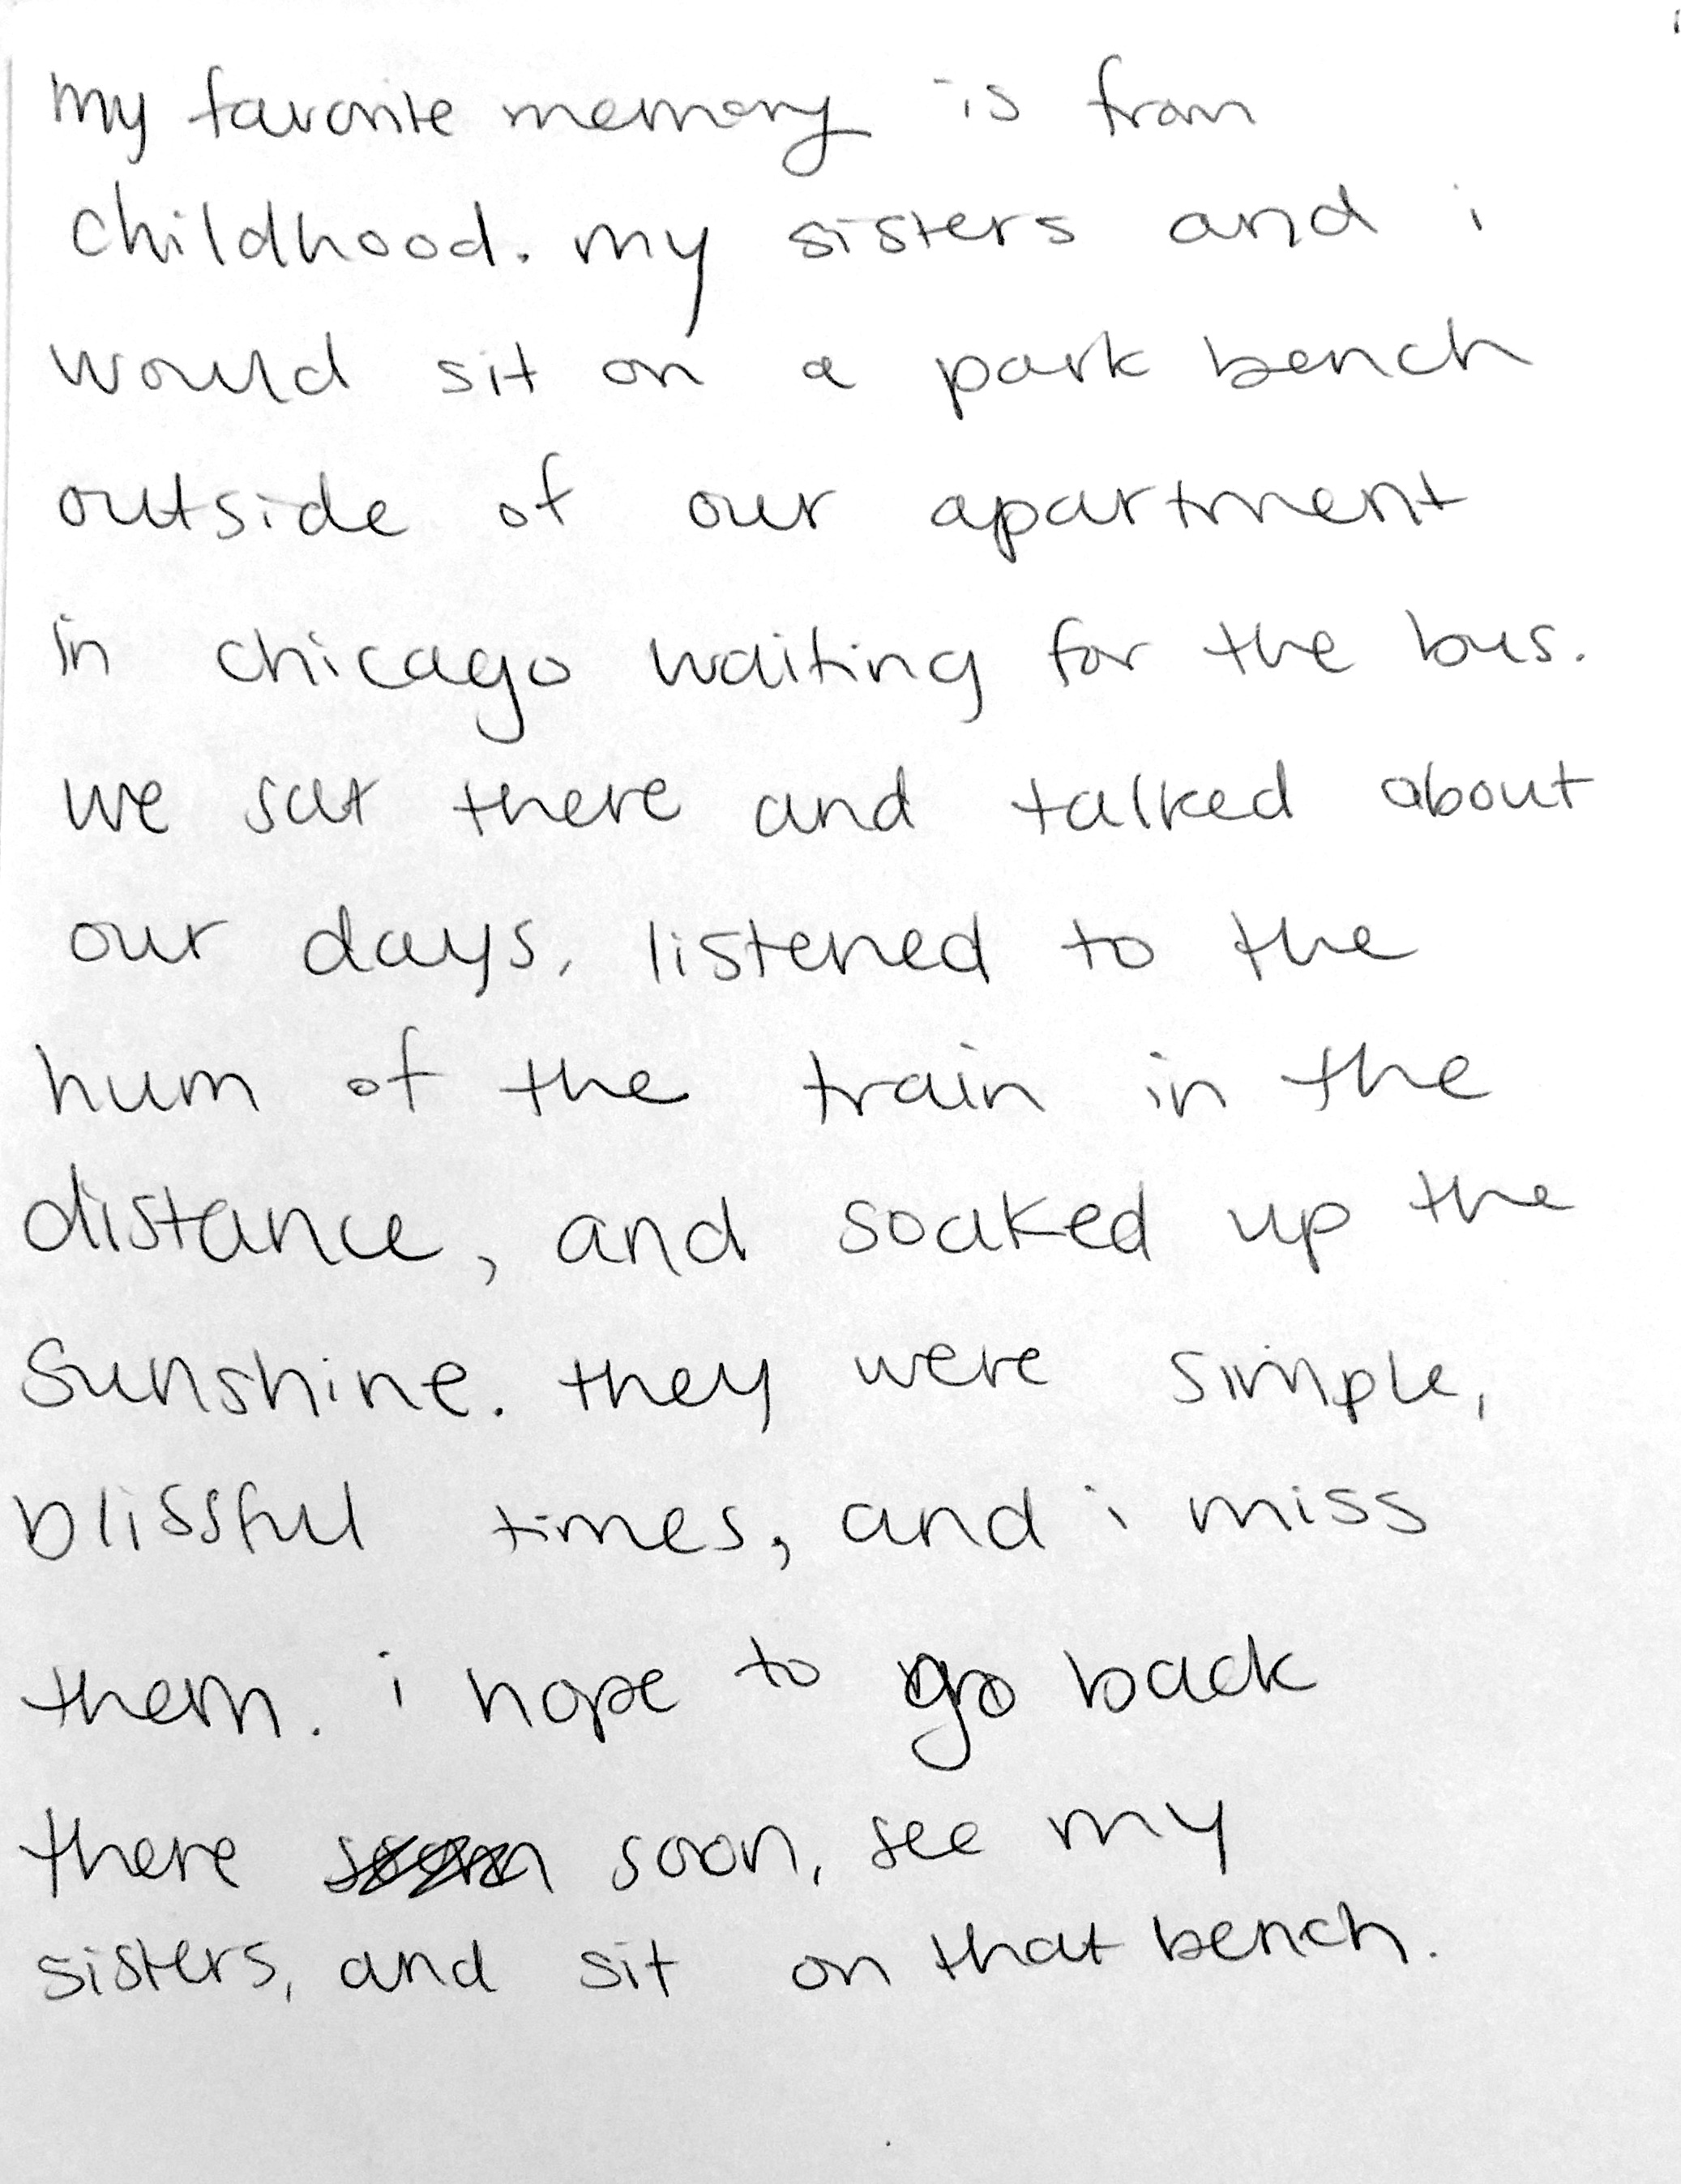 my favorite memory is from
childhood. my sisters and i
would sit on a park bench
outside of our apartment
in chicago waiting for the bus.
we sat there and talked about
our days, listened to the
hum of the train in the
distance, and soaked up the
sunshine. they were simple,
blissful times, and i miss
them. i hope to go back
there soon, see my
sisters, and sit on that bench.